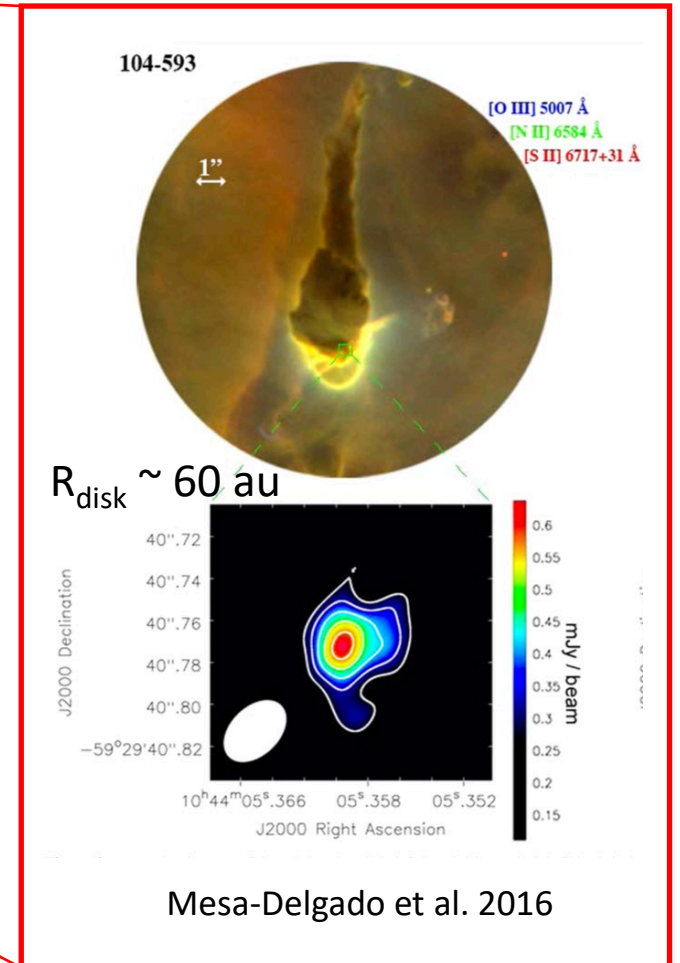 104-593
[O III] 5007 Å
[N II] 6584 Å
[S II] 6717+31 Å
1”
R_disk ~ 60 au
40".72
40".74
40".76
40".78
40".80
−59°29'40".82
J2000 Declination
10ʰ44ᵐ05ˢ.366 05ˢ.358 05ˢ.352
J2000 Right Ascension
0.6
0.55
0.5
0.45
0.4
0.35
0.3
0.25
0.2
0.15
mJy / beam
Mesa-Delgado et al. 2016